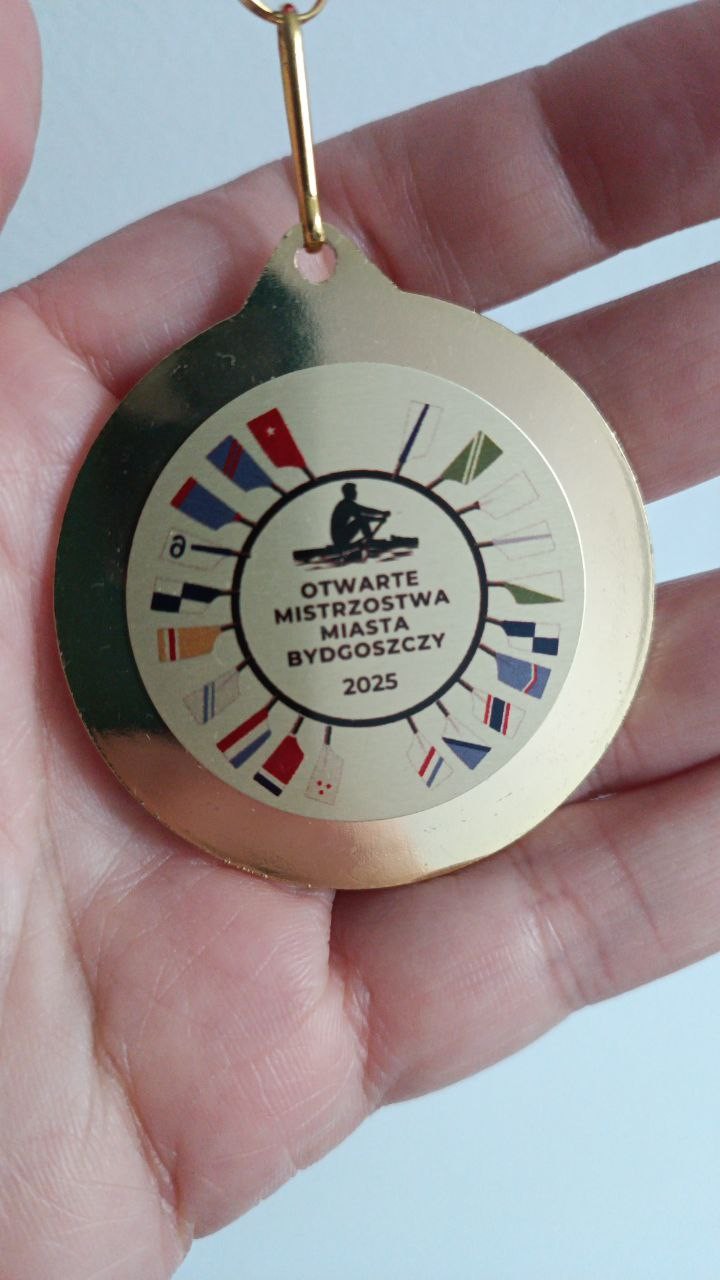 OTWARTE
MISTRZOSTWA
MIASTA
BYDGOSZCZY
2025